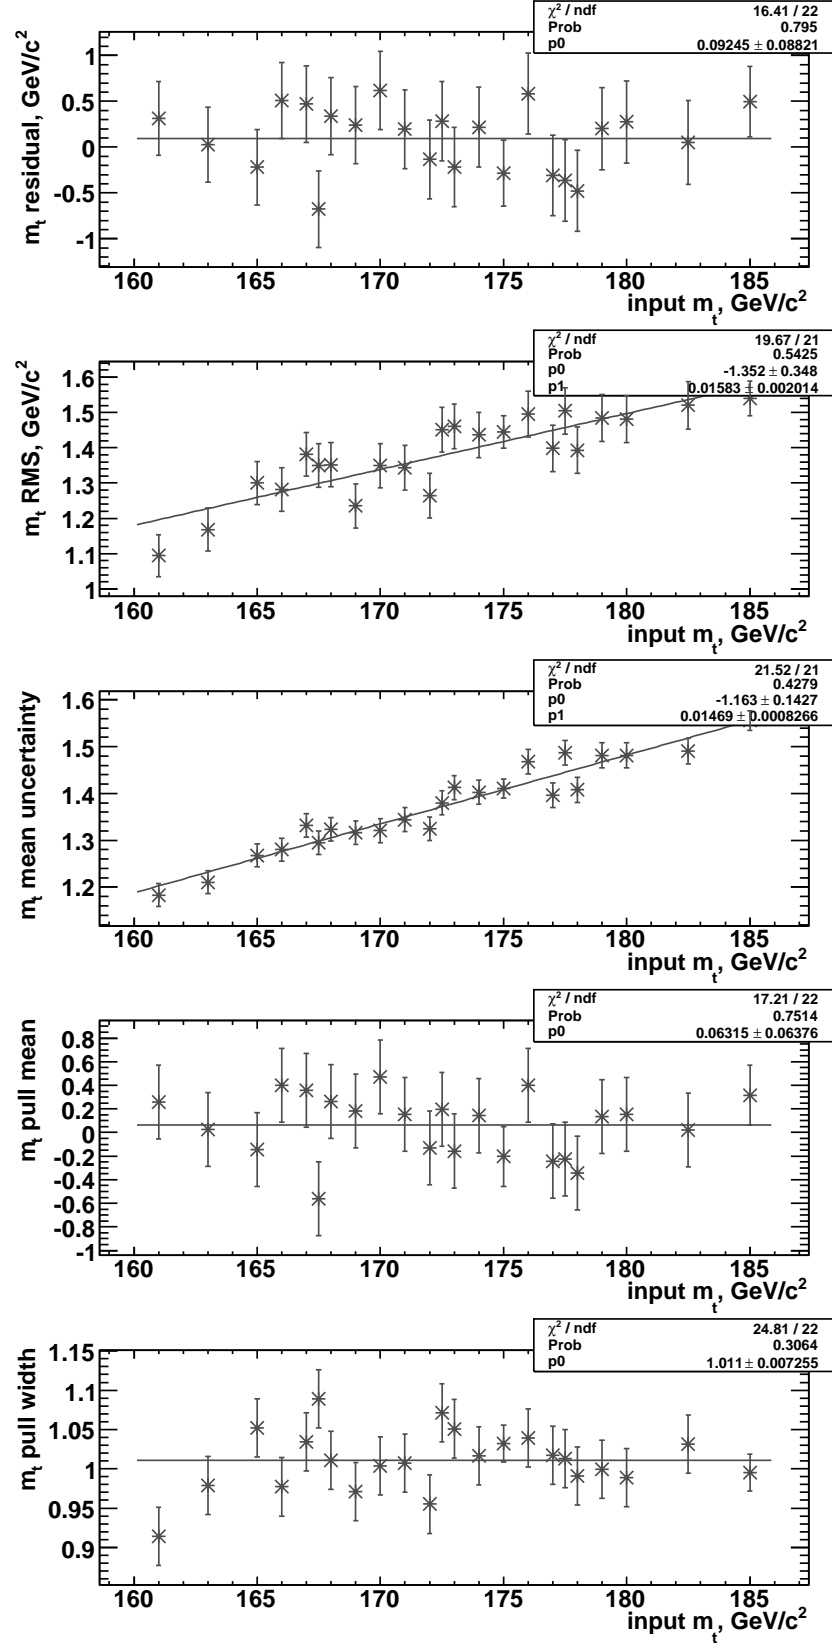 χ² / ndf 16.41 / 22
Prob 0.795
p0 0.09245 ± 0.08821
m_t residual, GeV/c²
1
0.5
0
-0.5
-1
160 165 170 175 180 185
input m_t, GeV/c²
χ² / ndf 19.67 / 21
Prob 0.5425
p0 -1.352 ± 0.348
p1 0.01583 ± 0.002014
m_t RMS, GeV/c²
1.6
1.5
1.4
1.3
1.2
1.1
1
160 165 170 175 180 185
input m_t, GeV/c²
χ² / ndf 21.52 / 21
Prob 0.4279
p0 -1.163 ± 0.1427
p1 0.01469 ± 0.0008266
m_t mean uncertainty
1.6
1.5
1.4
1.3
1.2
160 165 170 175 180 185
input m_t, GeV/c²
χ² / ndf 17.21 / 22
Prob 0.7514
p0 0.06315 ± 0.06376
m_t pull mean
0.8
0.6
0.4
0.2
0
-0.2
-0.4
-0.6
-0.8
-1
160 165 170 175 180 185
input m_t, GeV/c²
χ² / ndf 24.81 / 22
Prob 0.3064
p0 1.011 ± 0.007255
m_t pull width
1.15
1.1
1.05
1
0.95
0.9
160 165 170 175 180 185
input m_t, GeV/c²